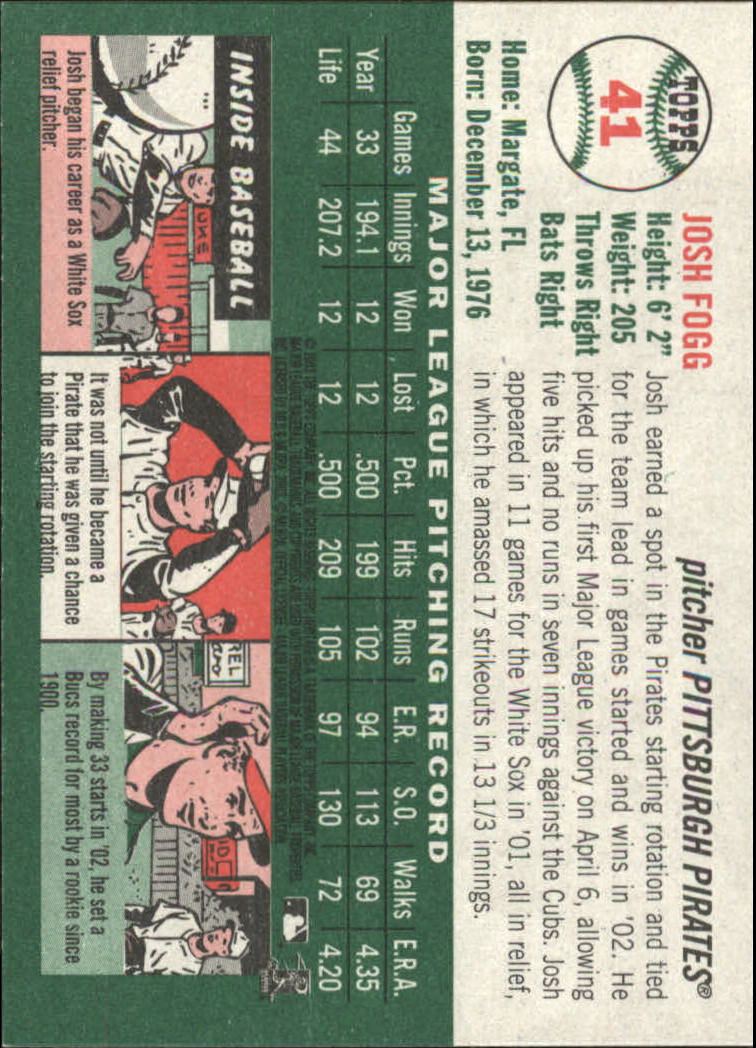 TOPPS
41
JOSH FOGG
pitcher PITTSBURGH PIRATES®
Height: 6' 2"
Weight: 205
Throws Right
Bats Right
Home: Margate, FL
Born: December 13, 1976
Josh earned a spot in the Pirates starting rotation and tied
for the team lead in games started and wins in '02. He
picked up his first Major League victory on April 6, allowing
five hits and no runs in seven innings against the Cubs. Josh
appeared in 11 games for the White Sox in '01, all in relief,
in which he amassed 17 strikeouts in 13 1/3 innings.
MAJOR LEAGUE PITCHING RECORD
Games Innings Won Lost Pct. Hits Runs E.R. S.O. Walks E.R.A.
Year 33 194.1 12 12 .500 199 102 94 113 69 4.35
Life 44 207.2 12 12 .500 209 105 97 130 72 4.20
INSIDE BASEBALL
Josh began his career as a White Sox
relief pitcher.
It was not until he became a
Pirate that he was given a chance
to join the starting rotation.
By making 33 starts in '02, he set a
Bucs record for most by a rookie since
1900.